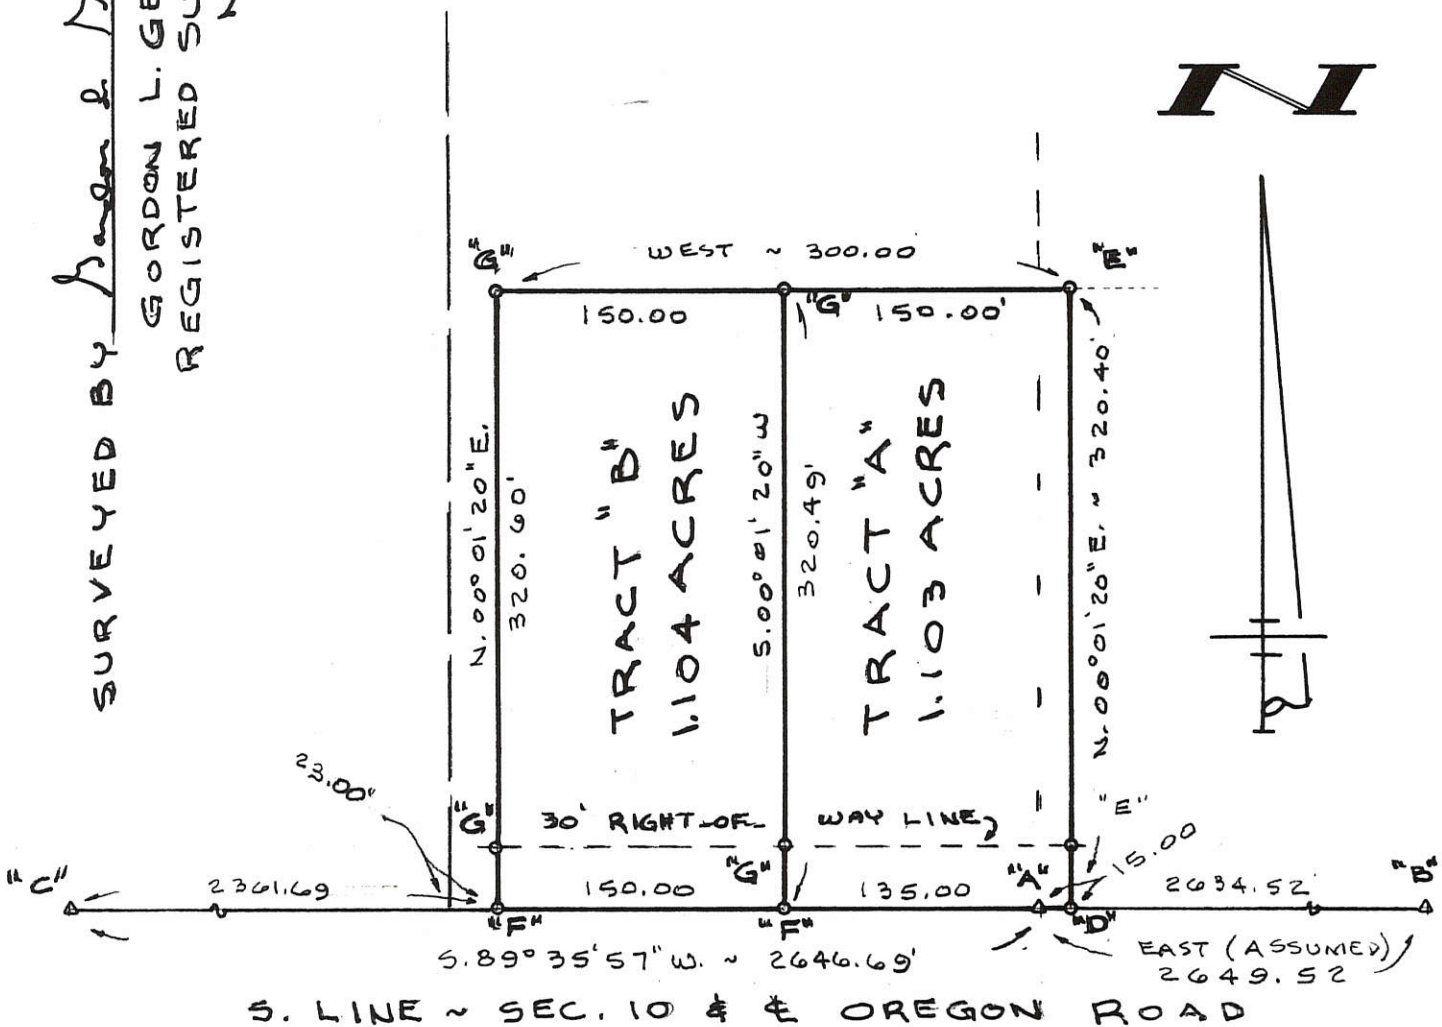 SURVEYED BY
GORDON L. GE
REGISTERED SU
N
"G"
WEST ~ 300.00
"E"
150.00
"G"
150.00'
N.00°01'20"E.
320.60'
TRACT "B"
1.104 ACRES
S.00°01'20"W
320.49'
TRACT "A"
1.103 ACRES
N.00°01'20"E. ~ 320.40'
23.00'
"G"
30' RIGHT-OF-WAY LINE
"E"
15.00
"C"
2361.69
150.00
"G"
135.00
"A"
2634.52
"B"
"F"
"F"
"D"
S.89°35'57"W. ~ 2646.69'
EAST (ASSUMED)
2649.52
S. LINE ~ SEC. 10 & ℄ OREGON ROAD